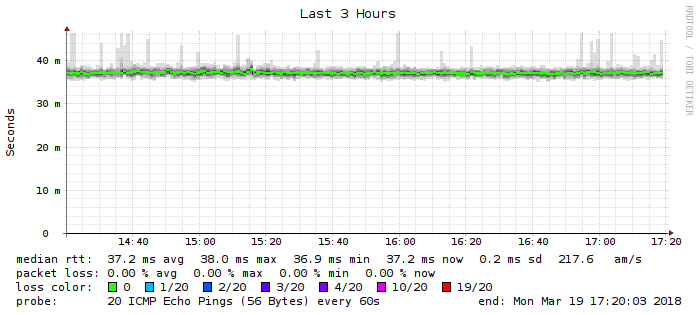 Last 3 Hours
RRDTOOL / TOBI OETIKER
Seconds
40 m
30 m
20 m
10 m
0
14:40 15:00 15:20 15:40 16:00 16:20 16:40 17:00 17:20
median rtt: 37.2 ms avg 38.0 ms max 36.9 ms min 37.2 ms now 0.2 ms sd 217.6 am/s
packet loss: 0.00 % avg 0.00 % max 0.00 % min 0.00 % now
loss color: 0 1/20 2/20 3/20 4/20 10/20 19/20
probe: 20 ICMP Echo Pings (56 Bytes) every 60s end: Mon Mar 19 17:20:03 2018